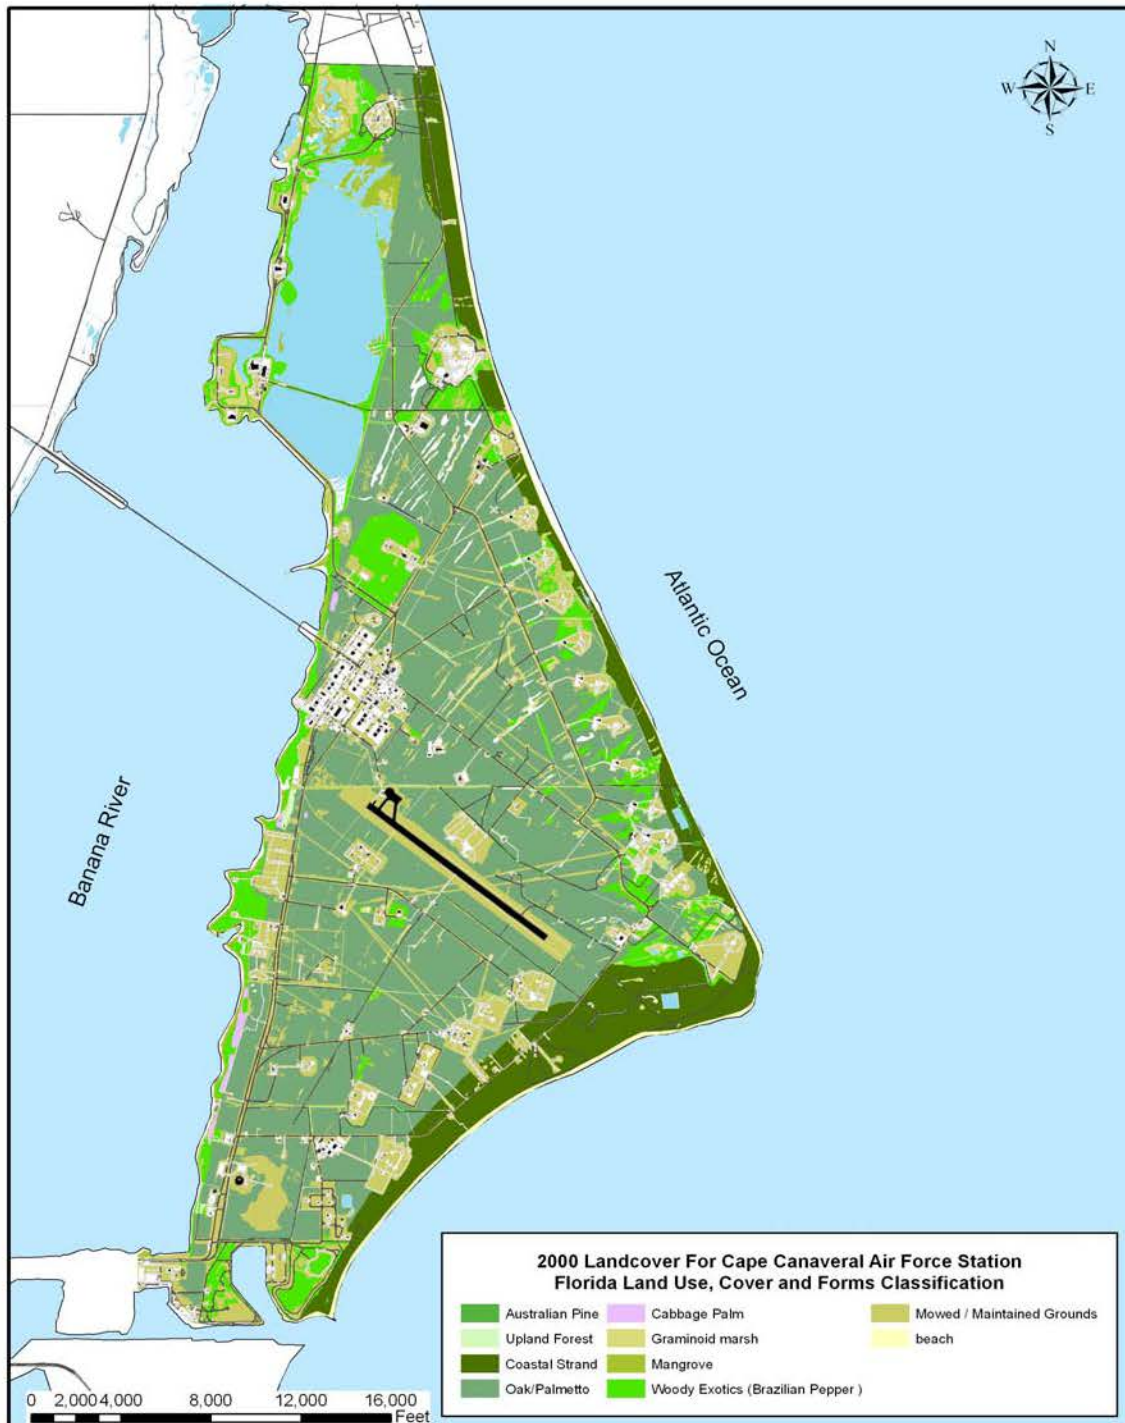 N
W E
S
Atlantic Ocean
Banana River
2000 Landcover For Cape Canaveral Air Force Station
Florida Land Use, Cover and Forms Classification
Australian Pine
Upland Forest
Coastal Strand
Oak/Palmetto
Cabbage Palm
Graminoid marsh
Mangrove
Woody Exotics (Brazilian Pepper )
Mowed / Maintained Grounds
beach
0 2,000 4,000 8,000 12,000 16,000
Feet